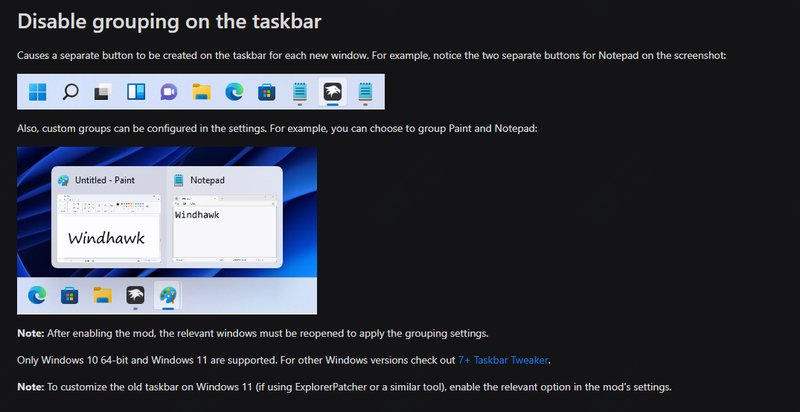 Disable grouping on the taskbar
Causes a separate button to be created on the taskbar for each new window. For example, notice the two separate buttons for Notepad on the screenshot:
Also, custom groups can be configured in the settings. For example, you can choose to group Paint and Notepad:
Untitled - Paint
Notepad
Windhawk
Windhawk
Note: After enabling the mod, the relevant windows must be reopened to apply the grouping settings.
Only Windows 10 64-bit and Windows 11 are supported. For other Windows versions check out 7+ Taskbar Tweaker.
Note: To customize the old taskbar on Windows 11 (if using ExplorerPatcher or a similar tool), enable the relevant option in the mod's settings.